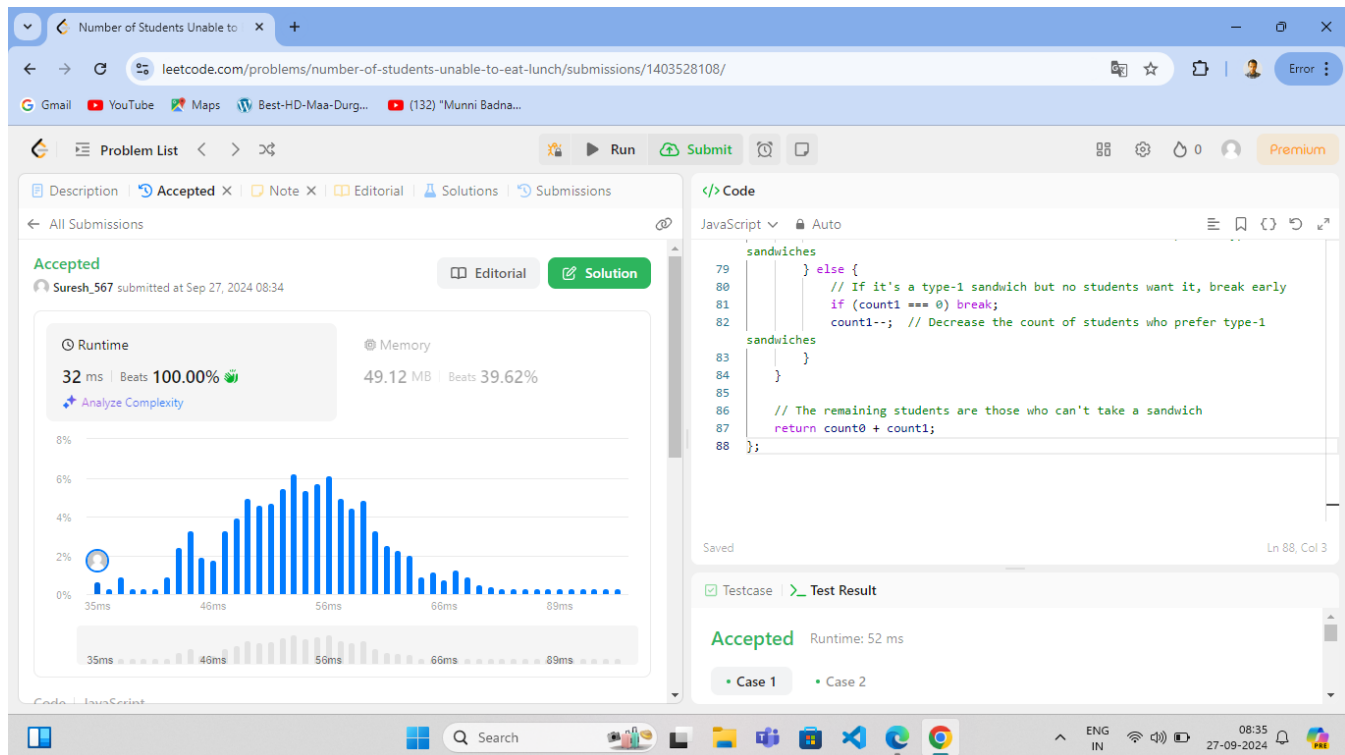 Number of Students Unable to
leetcode.com/problems/number-of-students-unable-to-eat-lunch/submissions/1403528108/
Error
Gmail YouTube Maps Best-HD-Maa-Durg... (132) "Munni Badna...
Problem List Run Submit 0 Premium
Description Accepted Note Editorial Solutions Submissions
All Submissions
Accepted
Suresh_567 submitted at Sep 27, 2024 08:34
Editorial Solution
Runtime Memory
32 ms Beats 100.00% 49.12 MB Beats 39.62%
Analyze Complexity
8%
6%
4%
2%
0%
35ms 46ms 56ms 66ms 89ms
35ms 46ms 56ms 66ms 89ms
Code JavaScript
</> Code
JavaScript Auto
sandwiches
79 } else {
80 // If it's a type-1 sandwich but no students want it, break early
81 if (count1 === 0) break;
82 count1--; // Decrease the count of students who prefer type-1
sandwiches
83 }
84 }
85
86 // The remaining students are those who can't take a sandwich
87 return count0 + count1;
88 };
Saved Ln 88, Col 3
Testcase >_ Test Result
Accepted Runtime: 52 ms
• Case 1 • Case 2
Search
ENG
IN
08:35
27-09-2024
PRE